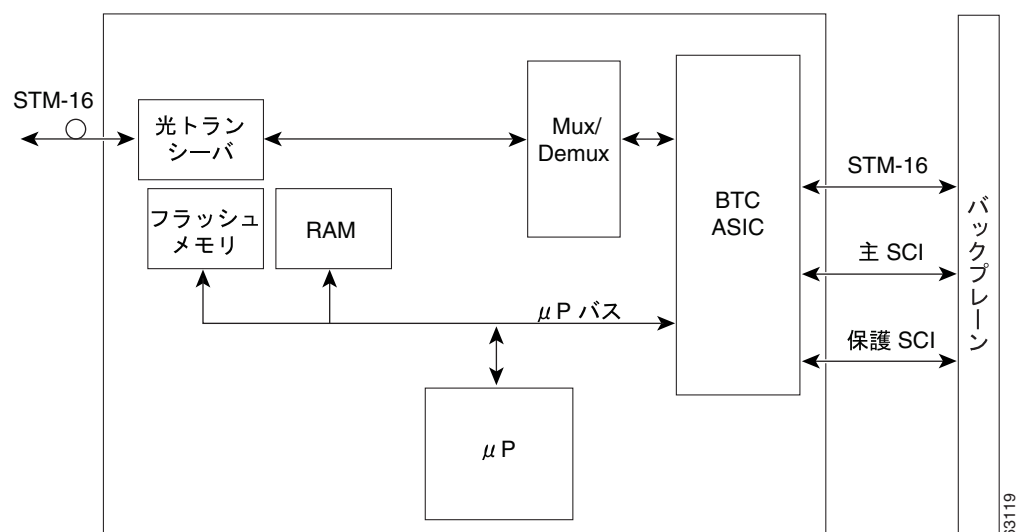 STM-16
光トラン
シーバ
Mux/
Demux
フラッシュ
メモリ
RAM
BTC
ASIC
STM-16
主 SCI
保護 SCI
μP バス
μP
バックプレーン
63119